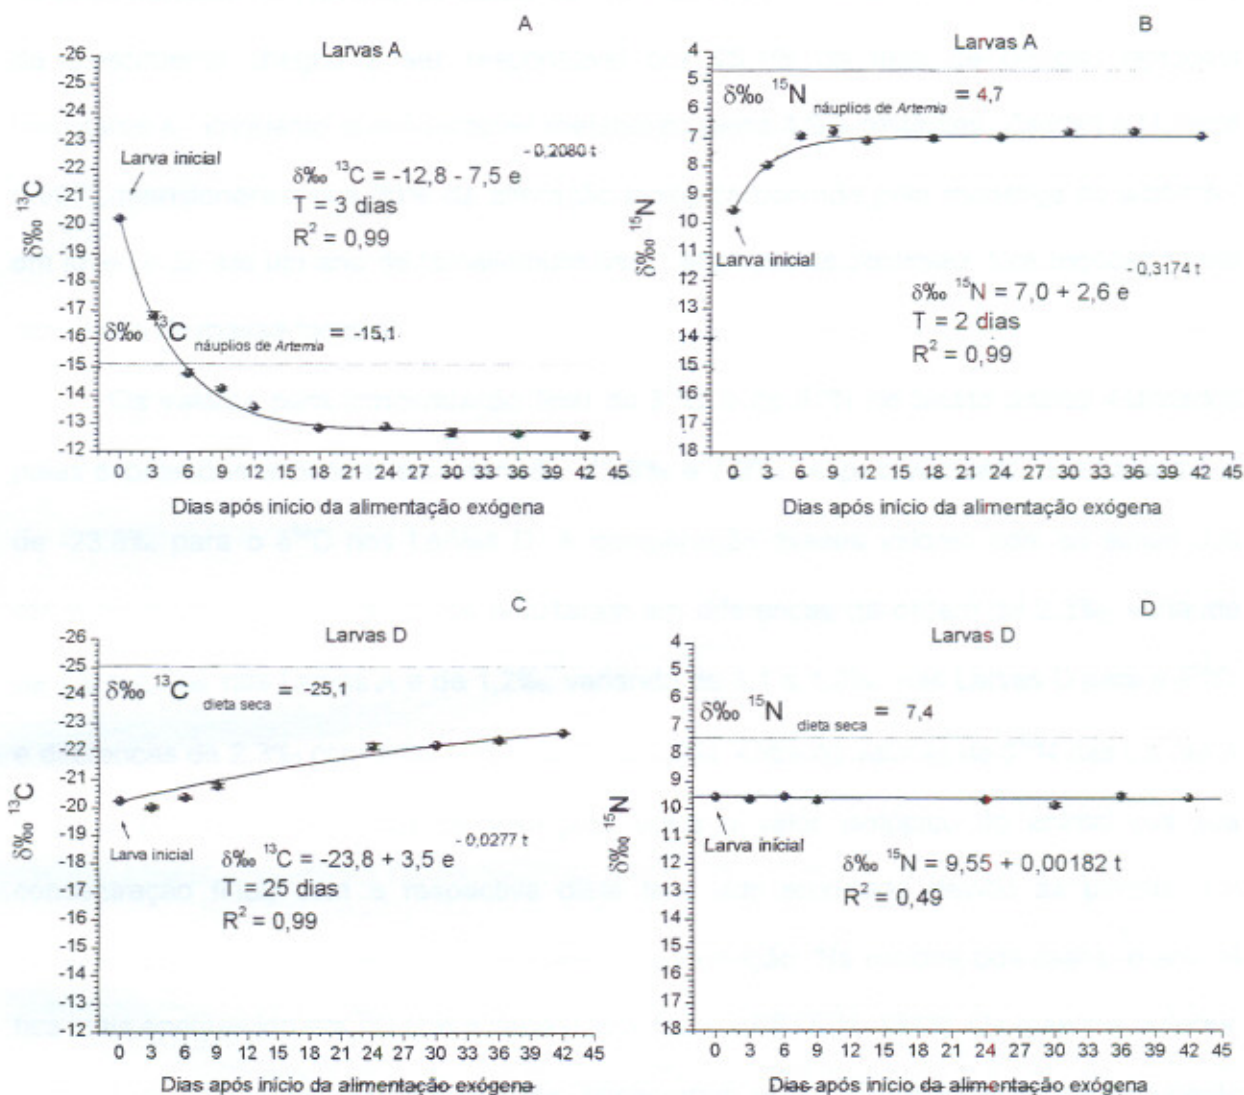 A
Larvas A
-26
-25
-24
-23
-22
-21
-20
-19
-18
-17
-16
-15
-14
-13
-12
δ‰ ¹³C
Larva inicial
δ‰ ¹³C = -12,8 - 7,5 e ^{- 0,2080 t}
T = 3 dias
R² = 0,99
δ‰ ¹³C náuplios de Artemia = -15,1
0 3 6 9 12 15 18 21 24 27 30 33 36 39 42 45
Dias após início da alimentação exógena
B
Larvas A
4
5
6
7
8
9
10
11
12
13
14
15
16
17
18
δ‰ ¹⁵N
δ‰ ¹⁵N náuplios de Artemia = 4,7
Larva inicial
δ‰ ¹⁵N = 7,0 + 2,6 e ^{- 0,3174 t}
T = 2 dias
R² = 0,99
0 3 6 9 12 15 18 21 24 27 30 33 36 39 42 45
Dias após início da alimentação exógena
C
Larvas D
-26
-25
-24
-23
-22
-21
-20
-19
-18
-17
-16
-15
-14
-13
-12
δ‰ ¹³C
δ‰ ¹³C dieta seca = -25,1
Larva inicial
δ‰ ¹³C = -23,8 + 3,5 e ^{- 0,0277 t}
T = 25 dias
R² = 0,99
0 3 6 9 12 15 18 21 24 27 30 33 36 39 42 45
Dias após início da alimentação exógena
D
Larvas D
4
5
6
7
8
9
10
11
12
13
14
15
16
17
18
δ‰ ¹⁵N
δ‰ ¹⁵N dieta seca = 7,4
Larva inicial
δ‰ ¹⁵N = 9,55 + 0,00182 t
R² = 0,49
0 3 6 9 12 15 18 21 24 27 30 33 36 39 42 45
Dias após início da alimentação exógena